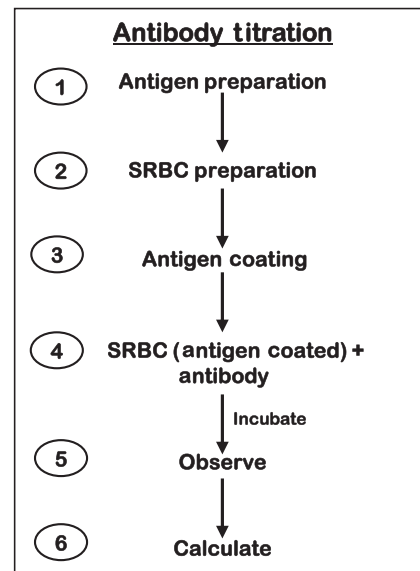 Antibody titration
1 Antigen preparation
2 SRBC preparation
3 Antigen coating
4 SRBC (antigen coated) +
antibody
Incubate
5 Observe
6 Calculate